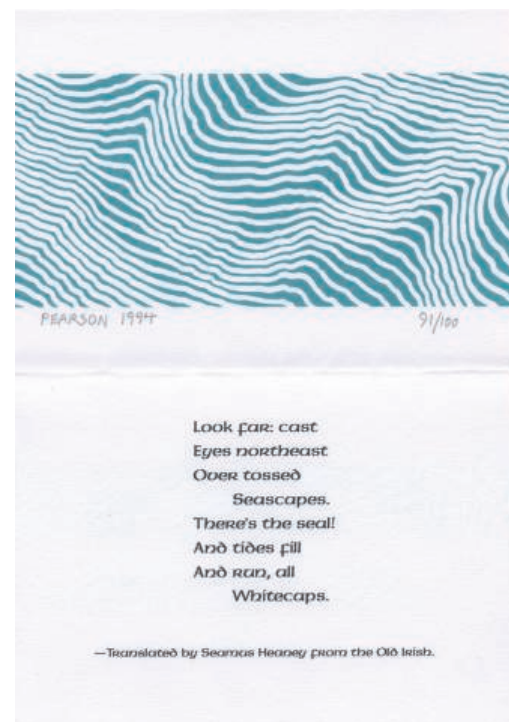 PEARSON 1994
91/100
Look far: cast
Eyes northeast
Over tossed
Seascapes.
There's the seal!
And tides fill
And run, all
Whitecaps.
—Translated by Seamus Heaney from the Old Irish.